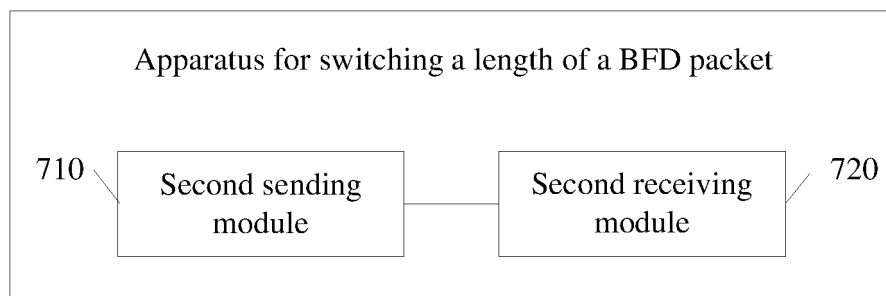 Apparatus for switching a length of a BFD packet
710
Second sending
module
Second receiving
module
720